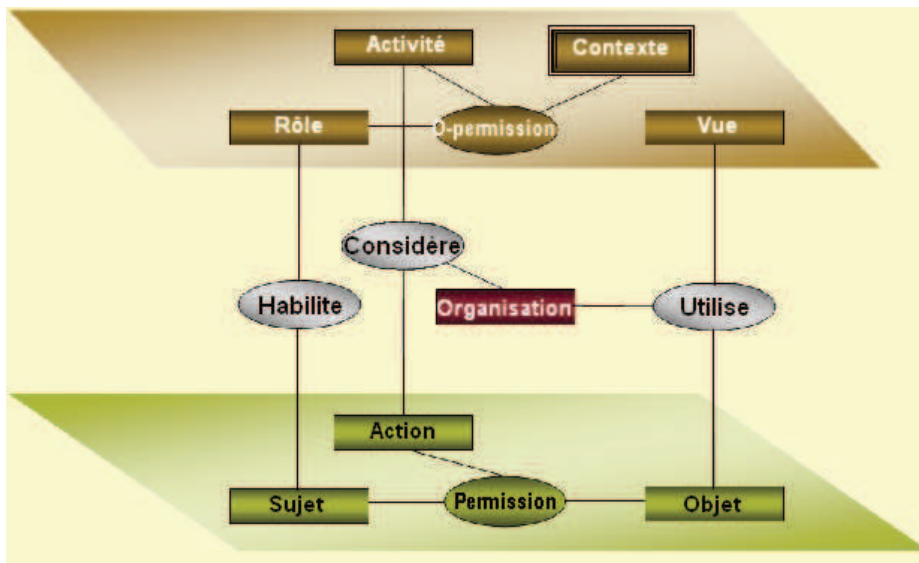 Activité
Contexte
Rôle
O-permission
Vue
Considère
Habilite
Organisation
Utilise
Action
Sujet
Permission
Objet